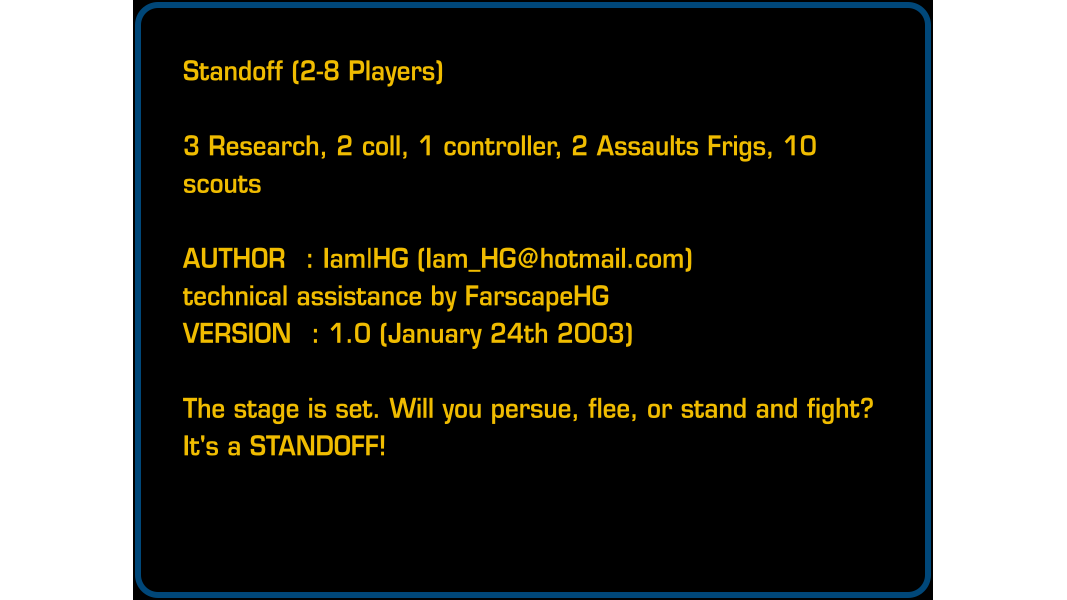 Standoff (2-8 Players)
3 Research, 2 coll, 1 controller, 2 Assaults Frigs, 10
scouts
AUTHOR : Iam|HG (Iam_HG@hotmail.com)
technical assistance by FarscapeHG
VERSION : 1.0 (January 24th 2003)
The stage is set. Will you persue, flee, or stand and fight?
It's a STANDOFF!